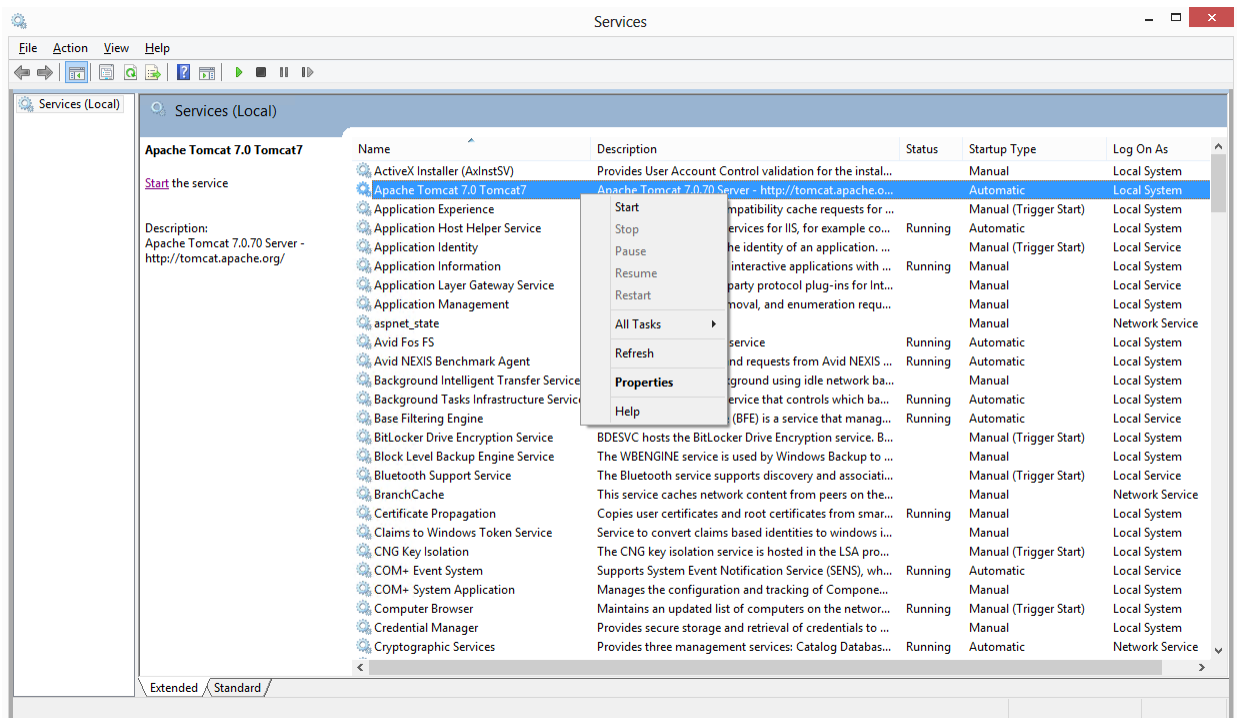 Services
File Action View Help
Services (Local)
Services (Local)
Apache Tomcat 7.0 Tomcat7
Start the service
Description:
Apache Tomcat 7.0.70 Server -
http://tomcat.apache.org/
Name Description Status Startup Type Log On As
ActiveX Installer (AxInstSV) Provides User Account Control validation for the instal... Manual Local System
Apache Tomcat 7.0 Tomcat7 Apache Tomcat 7.0.70 Server - http://tomcat.apache.o... Automatic Local System
Application Experience mpatibility cache requests for ... Manual (Trigger Start) Local System
Application Host Helper Service ervices for IIS, for example co... Running Automatic Local System
Application Identity he identity of an application. ... Manual (Trigger Start) Local Service
Application Information interactive applications with ... Running Manual Local System
Application Layer Gateway Service party protocol plug-ins for Int... Manual Local Service
Application Management moval, and enumeration requ... Manual Local System
aspnet_state Manual Network Service
Avid Fos FS service Running Automatic Local System
Avid NEXIS Benchmark Agent nd requests from Avid NEXIS ... Running Automatic Local System
Background Intelligent Transfer Service ground using idle network ba... Manual Local System
Background Tasks Infrastructure Servic ervice that controls which ba... Running Automatic Local System
Base Filtering Engine (BFE) is a service that manag... Running Automatic Local Service
BitLocker Drive Encryption Service BDESVC hosts the BitLocker Drive Encryption service. B... Manual (Trigger Start) Local System
Block Level Backup Engine Service The WBENGINE service is used by Windows Backup to ... Manual Local System
Bluetooth Support Service The Bluetooth service supports discovery and associati... Manual (Trigger Start) Local Service
BranchCache This service caches network content from peers on the... Manual Network Service
Certificate Propagation Copies user certificates and root certificates from smar... Running Manual Local System
Claims to Windows Token Service Service to convert claims based identities to windows i... Manual Local System
CNG Key Isolation The CNG key isolation service is hosted in the LSA pro... Manual (Trigger Start) Local System
COM+ Event System Supports System Event Notification Service (SENS), wh... Running Automatic Local Service
COM+ System Application Manages the configuration and tracking of Compone... Manual Local System
Computer Browser Maintains an updated list of computers on the networ... Running Manual (Trigger Start) Local System
Credential Manager Provides secure storage and retrieval of credentials to ... Manual Local System
Cryptographic Services Provides three management services: Catalog Databas... Running Automatic Network Service
Start
Stop
Pause
Resume
Restart
All Tasks
Refresh
Properties
Help
Extended Standard